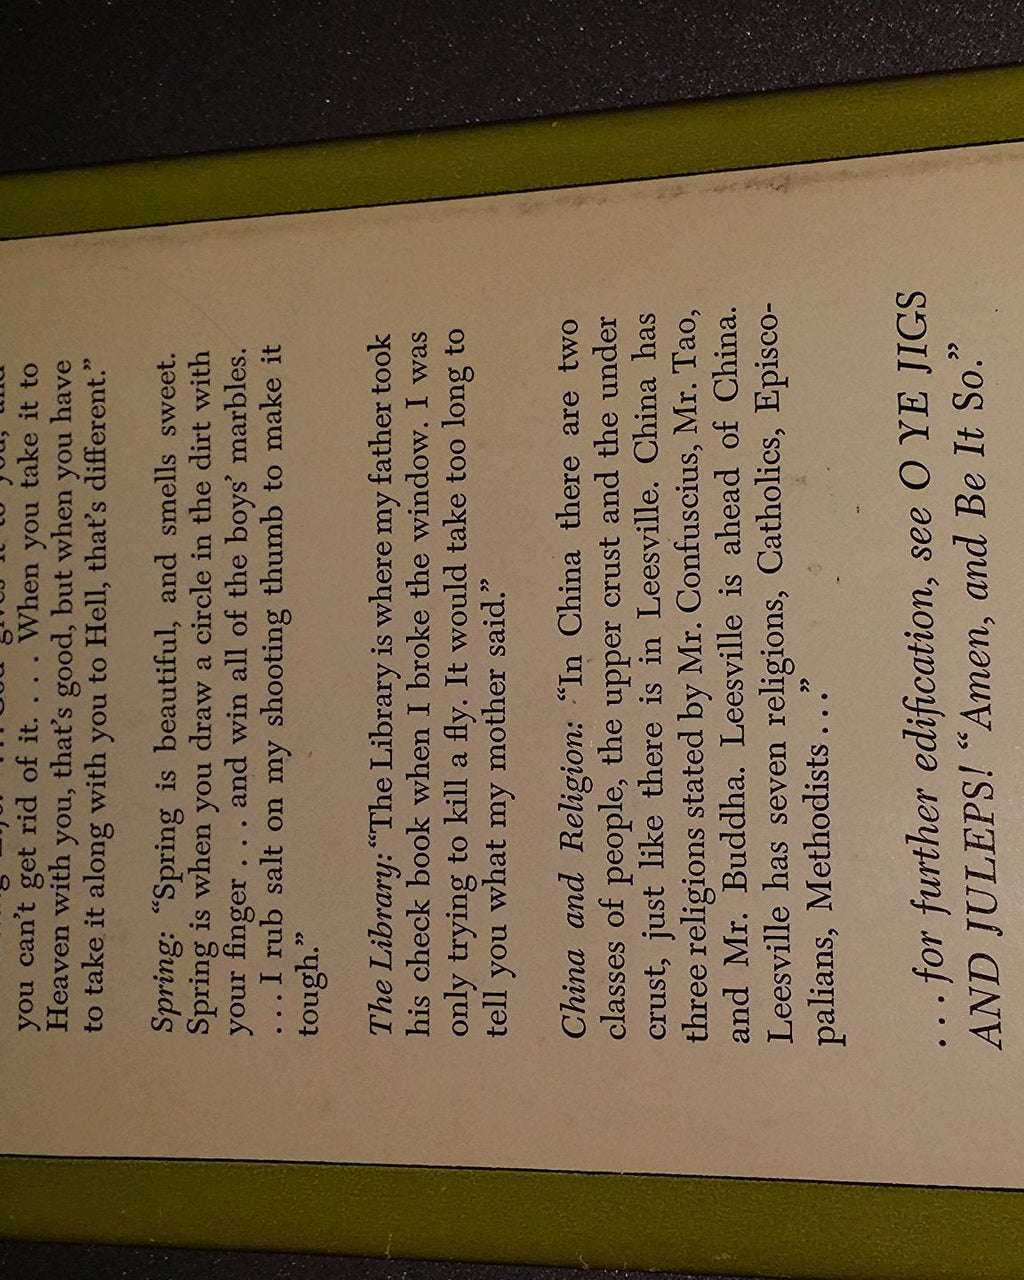 you can't get rid of it. . . . When you take it to
Heaven with you, that's good, but when you have
to take it along with you to Hell, that's different."
Spring: “Spring is beautiful, and smells sweet.
Spring is when you draw a circle in the dirt with
your finger . . . and win all of the boys’ marbles.
. . . I rub salt on my shooting thumb to make it
tough.”
The Library: “The Library is where my father took
his check book when I broke the window. I was
only trying to kill a fly. It would take too long to
tell you what my mother said.”
China and Religion: “In China there are two
classes of people, the upper crust and the under
crust, just like there is in Leesville. China has
three religions stated by Mr. Confuscius, Mr. Tao,
and Mr. Buddha. Leesville is ahead of China.
Leesville has seven religions, Catholics, Episco-
palians, Methodists . . . ”
. . . for further edification, see O YE JIGS
AND JULEPS! “Amen, and Be It So.”